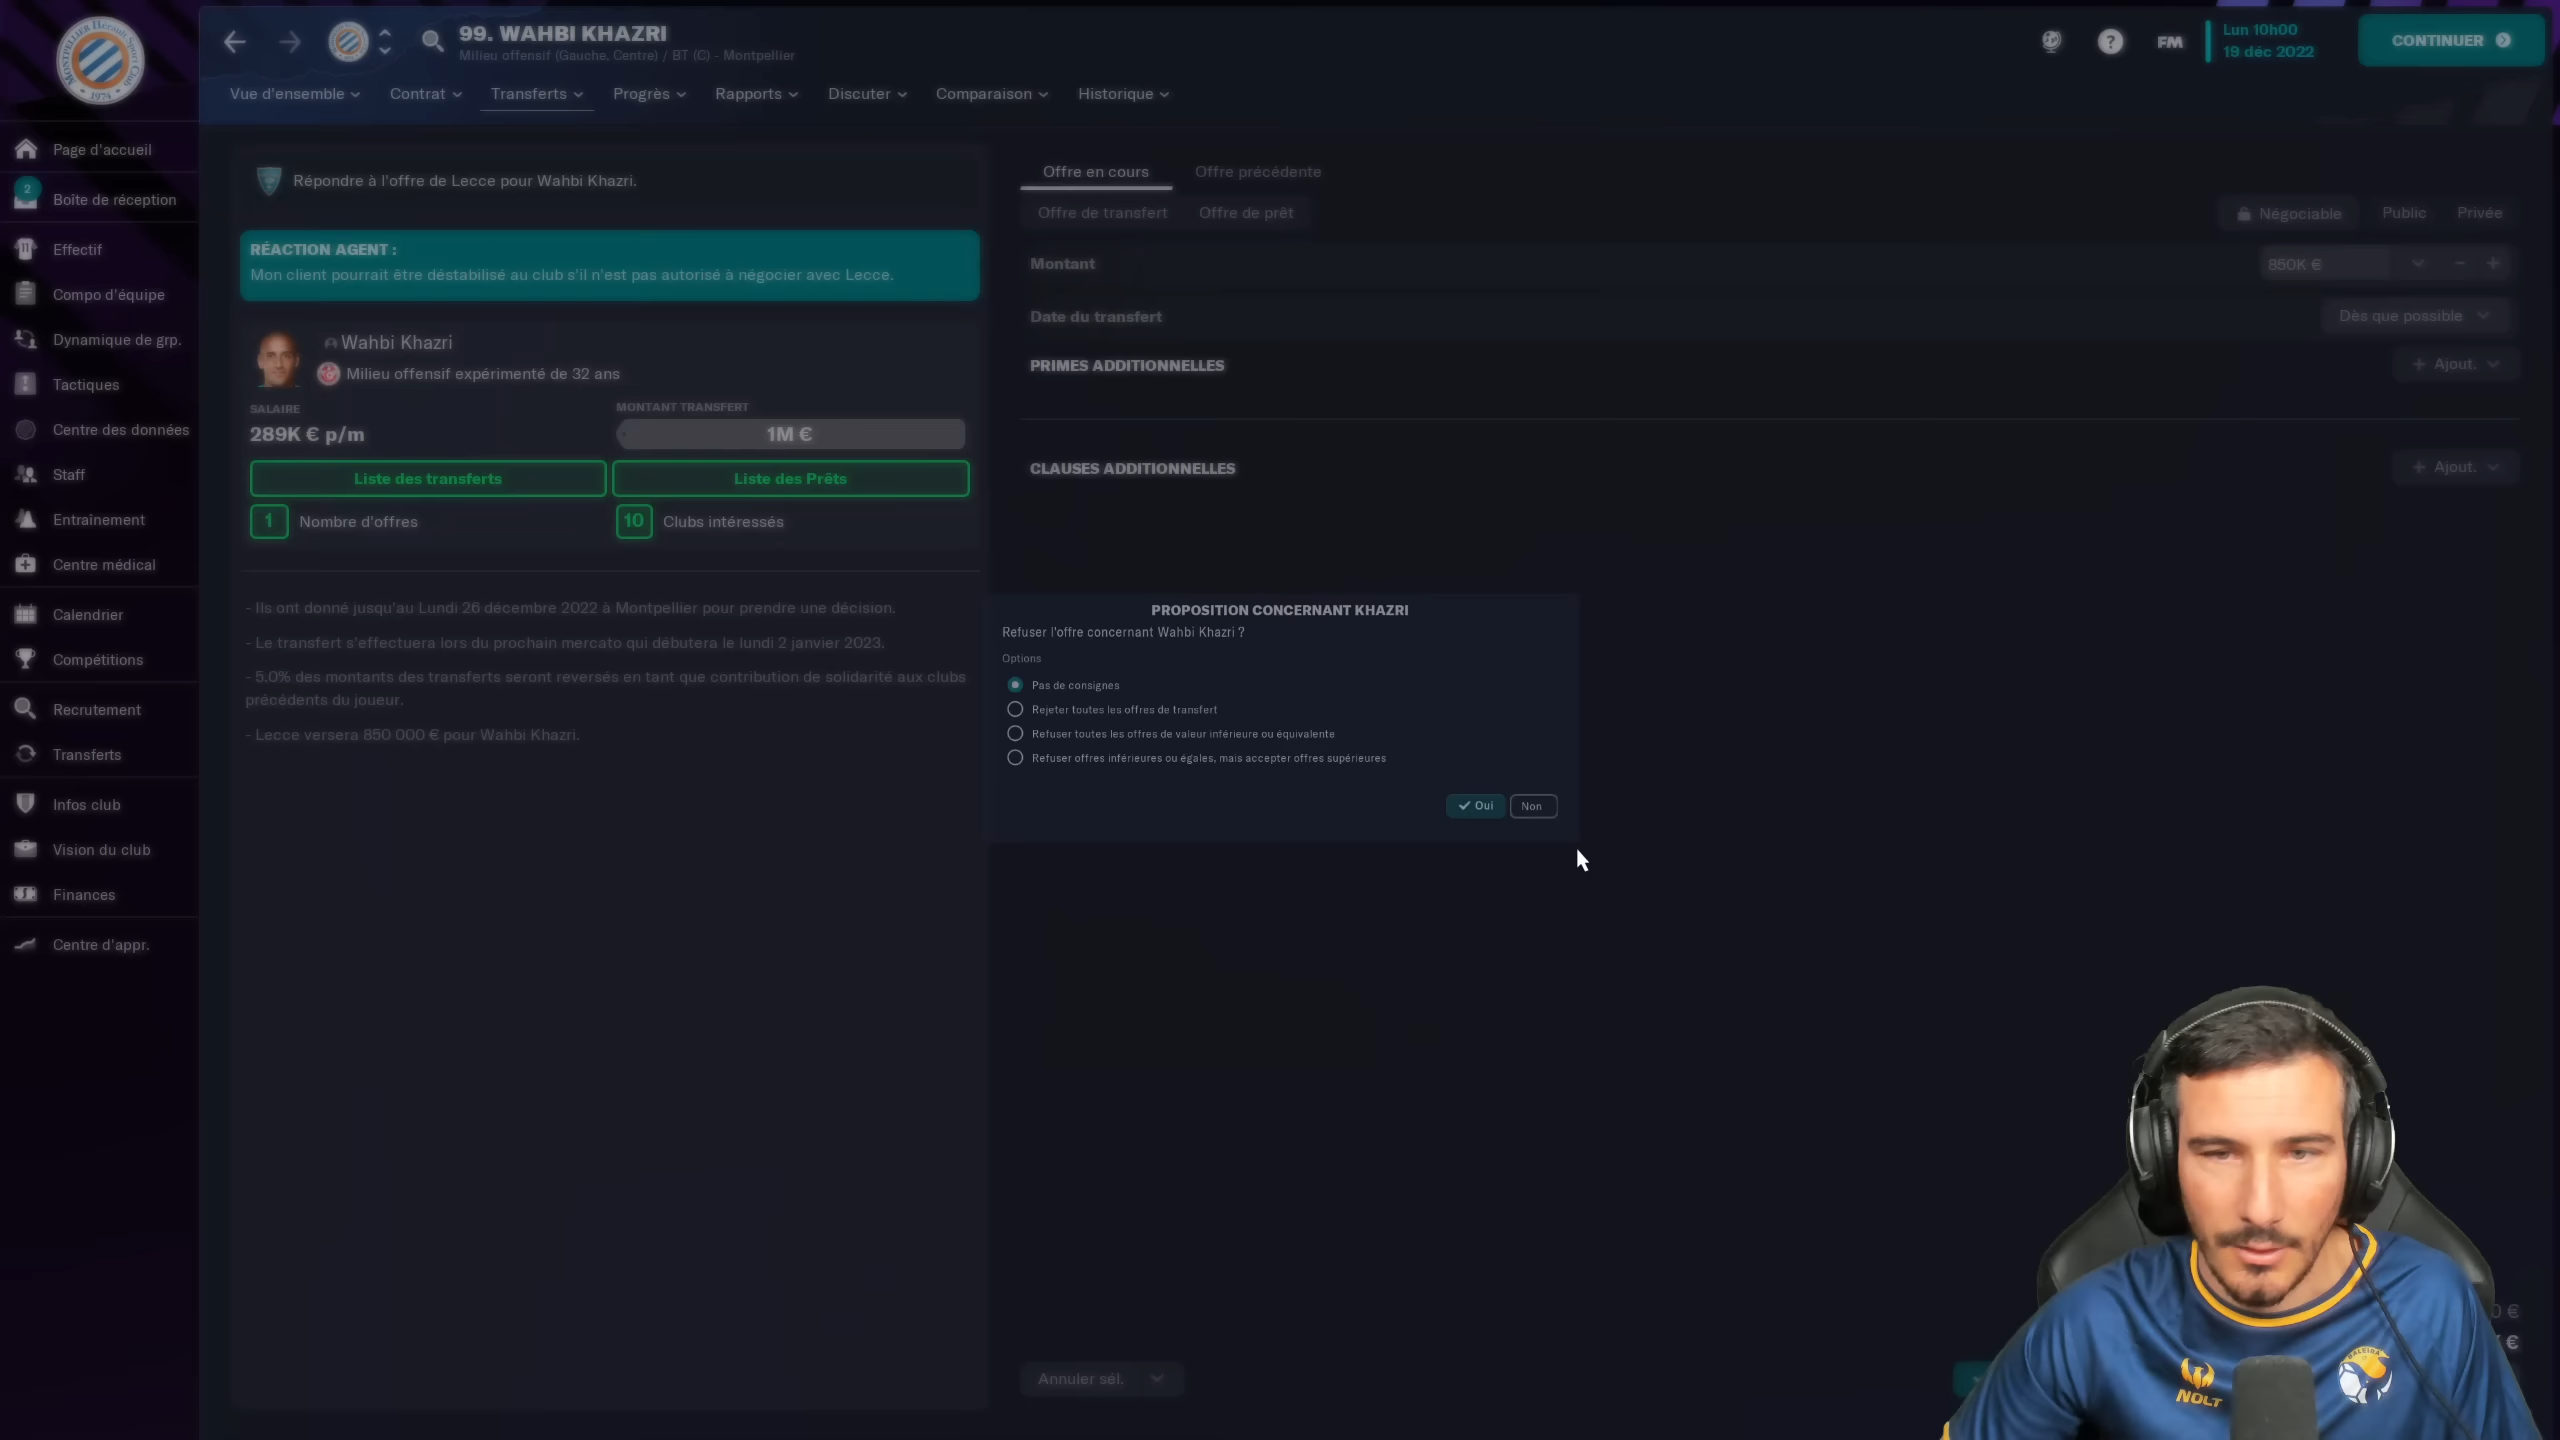 99. WAHBI KHAZRI
Milieu offensif (Gauche, Centre) / BT (C) - Montpellier
FM
Lun 10h00
19 déc 2022
CONTINUER
Vue d'ensemble
Contrat
Transferts
Progrès
Rapports
Discuter
Comparaison
Historique
Page d'accueil
2
Boîte de réception
Effectif
Compo d'équipe
Dynamique de grp.
Tactiques
Centre des données
Staff
Entraînement
Centre médical
Calendrier
Compétitions
Recrutement
Transferts
Infos club
Vision du club
Finances
Centre d'appr.
Répondre à l'offre de Lecce pour Wahbi Khazri.
RÉACTION AGENT :
Mon client pourrait être déstabilisé au club s'il n'est pas autorisé à négocier avec Lecce.
Wahbi Khazri
Milieu offensif expérimenté de 32 ans
SALAIRE
289K € p/m
MONTANT TRANSFERT
1M €
Liste des transferts
Liste des Prêts
1 Nombre d'offres
10 Clubs intéressés
- Ils ont donné jusqu'au Lundi 26 décembre 2022 à Montpellier pour prendre une décision.
- Le transfert s'effectuera lors du prochain mercato qui débutera le lundi 2 janvier 2023.
- 5.0% des montants des transferts seront reversés en tant que contribution de solidarité aux clubs
précédents du joueur.
- Lecce versera 850 000 € pour Wahbi Khazri.
Offre en cours
Offre précédente
Offre de transfert
Offre de prêt
Négociable
Public
Privée
Montant
850K €
Date du transfert
Dès que possible
PRIMES ADDITIONNELLES
+ Ajout.
CLAUSES ADDITIONNELLES
+ Ajout.
PROPOSITION CONCERNANT KHAZRI
Refuser l'offre concernant Wahbi Khazri ?
Options
Pas de consignes
Rejeter toutes les offres de transfert
Refuser toutes les offres de valeur inférieure ou équivalente
Refuser offres inférieures ou égales, mais accepter offres supérieures
Oui
Non
Annuler sél.
€
€
NOLT